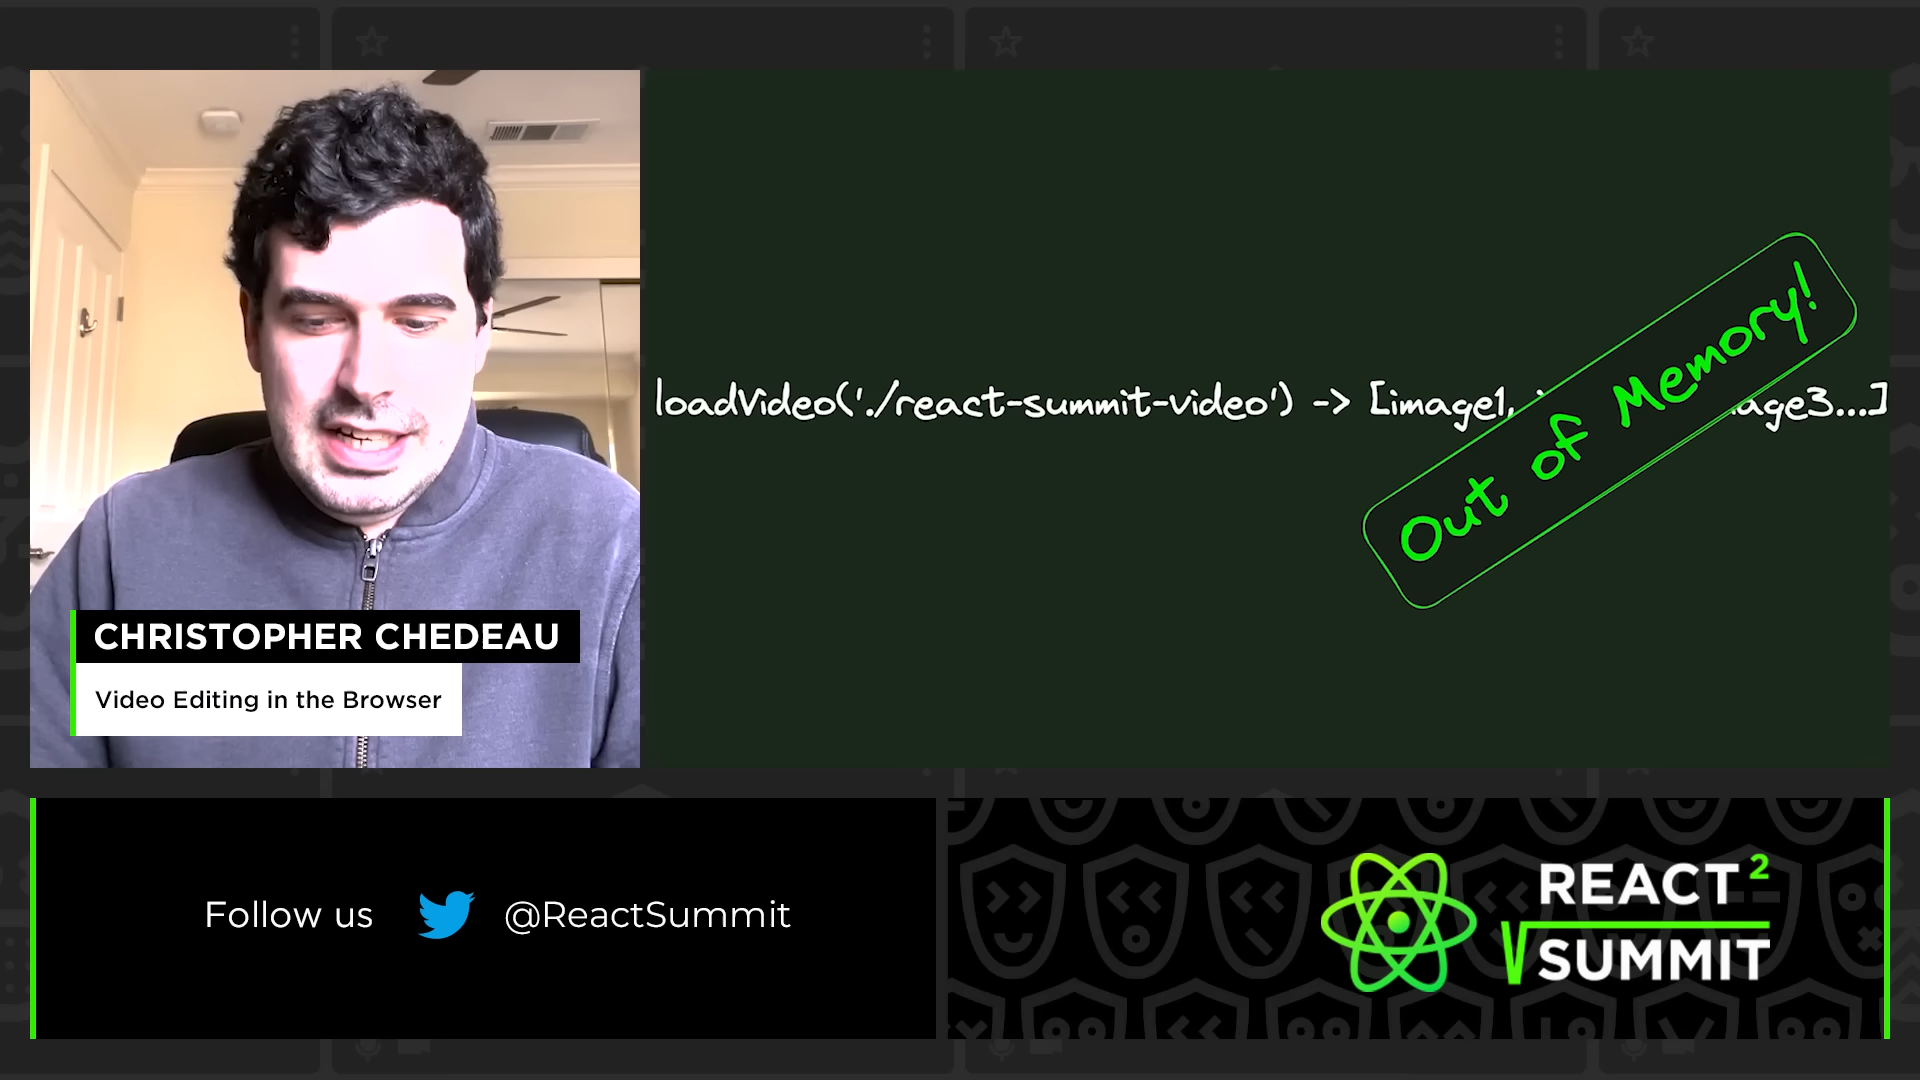 loadVideo('./react-summit-video') -> [image1, age3...]
Out of Memory!
CHRISTOPHER CHEDEAU
Video Editing in the Browser
Follow us @ReactSummit
REACT 2
SUMMIT